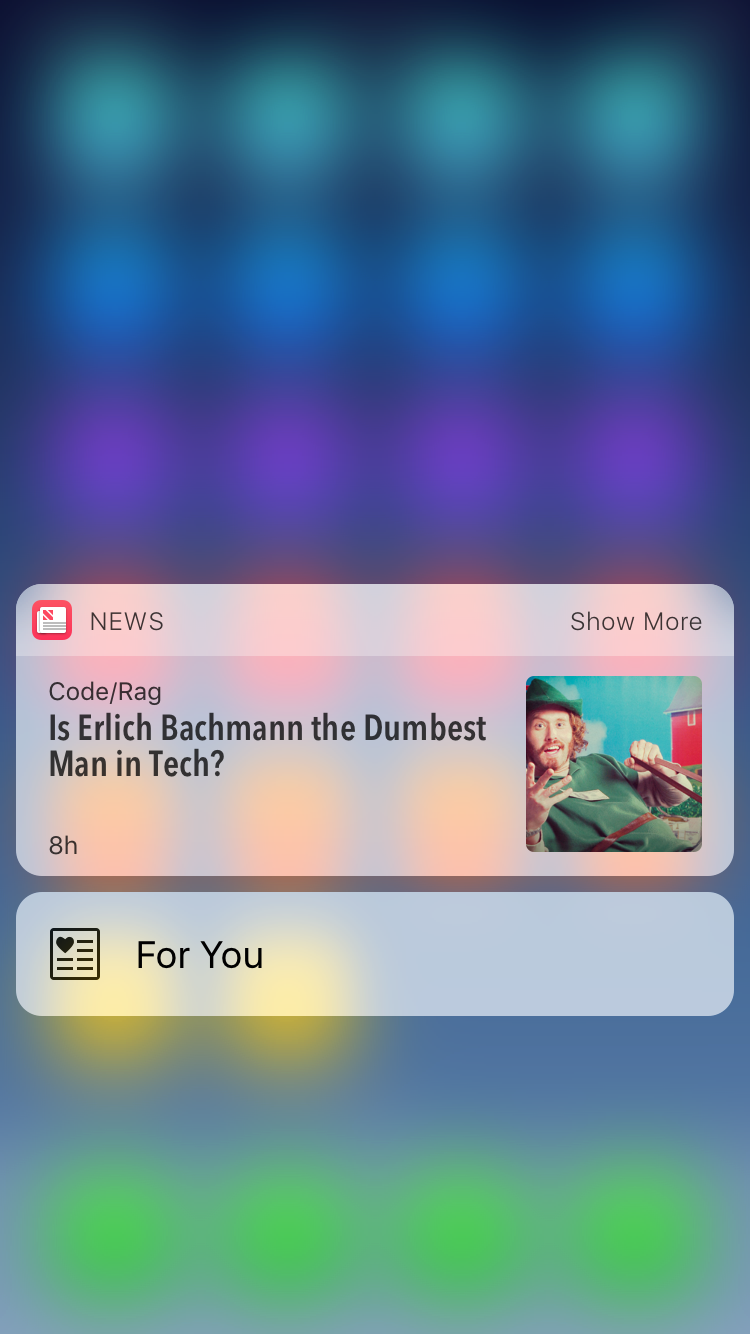 NEWS
Show More
Code/Rag
Is Erlich Bachmann the Dumbest
Man in Tech?
8h
For You